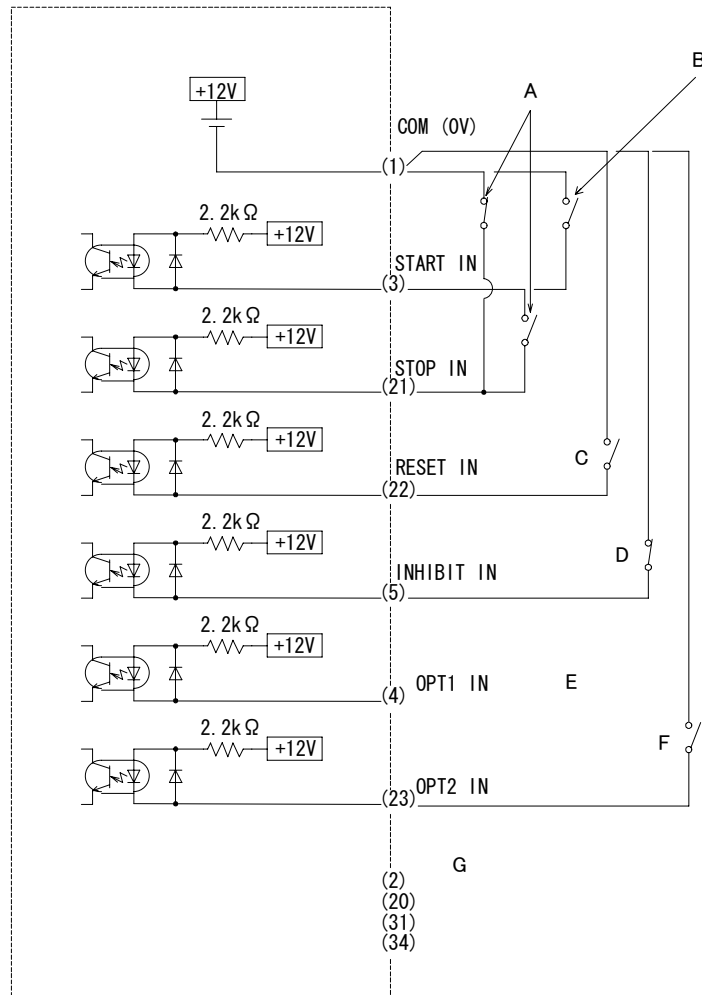 +12V
A
B
COM (0V)
(1)
2.2kΩ
+12V
START IN
(3)
2.2kΩ
+12V
STOP IN
(21)
2.2kΩ
+12V
C
RESET IN
(22)
2.2kΩ
+12V
D
INHIBIT IN
(5)
2.2kΩ
+12V
E
OPT1 IN
(4)
2.2kΩ
+12V
F
OPT2 IN
(23)
G
(2)
(20)
(31)
(34)